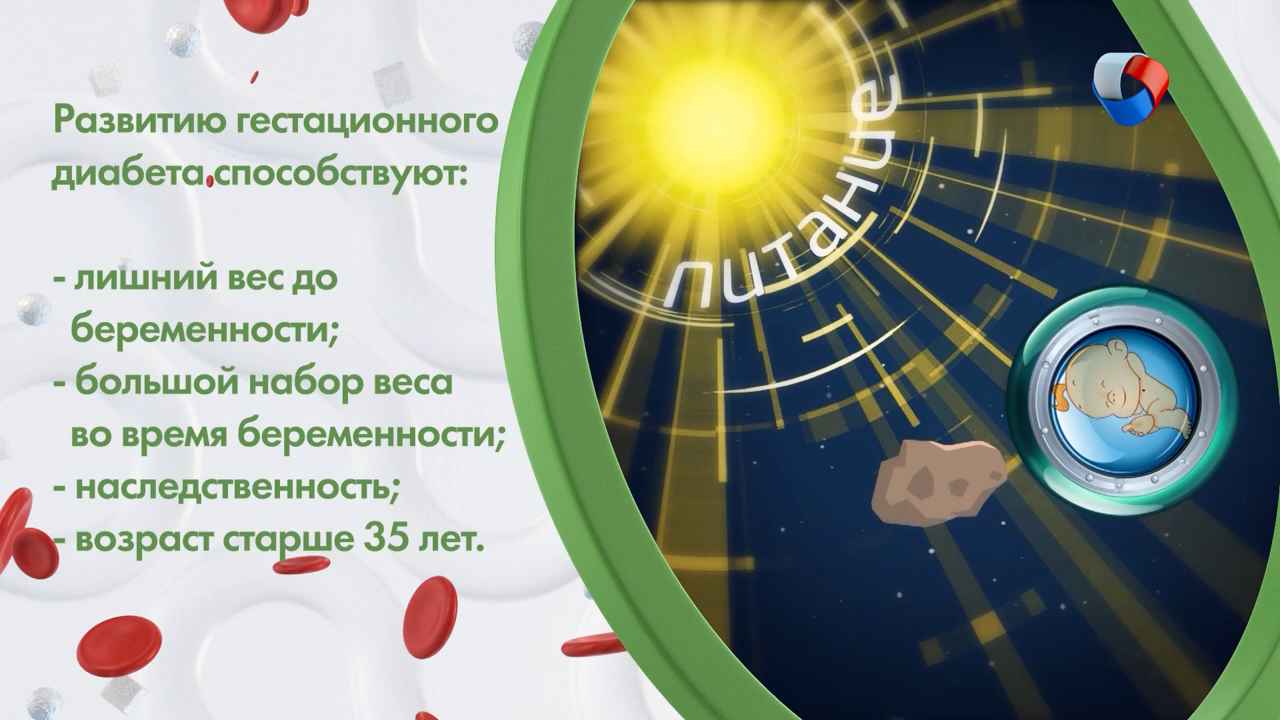 Развитию гестационного
диабета способствуют:
- лишний вес до
беременности;
- большой набор веса
во время беременности;
- наследственность;
- возраст старше 35 лет.
питание